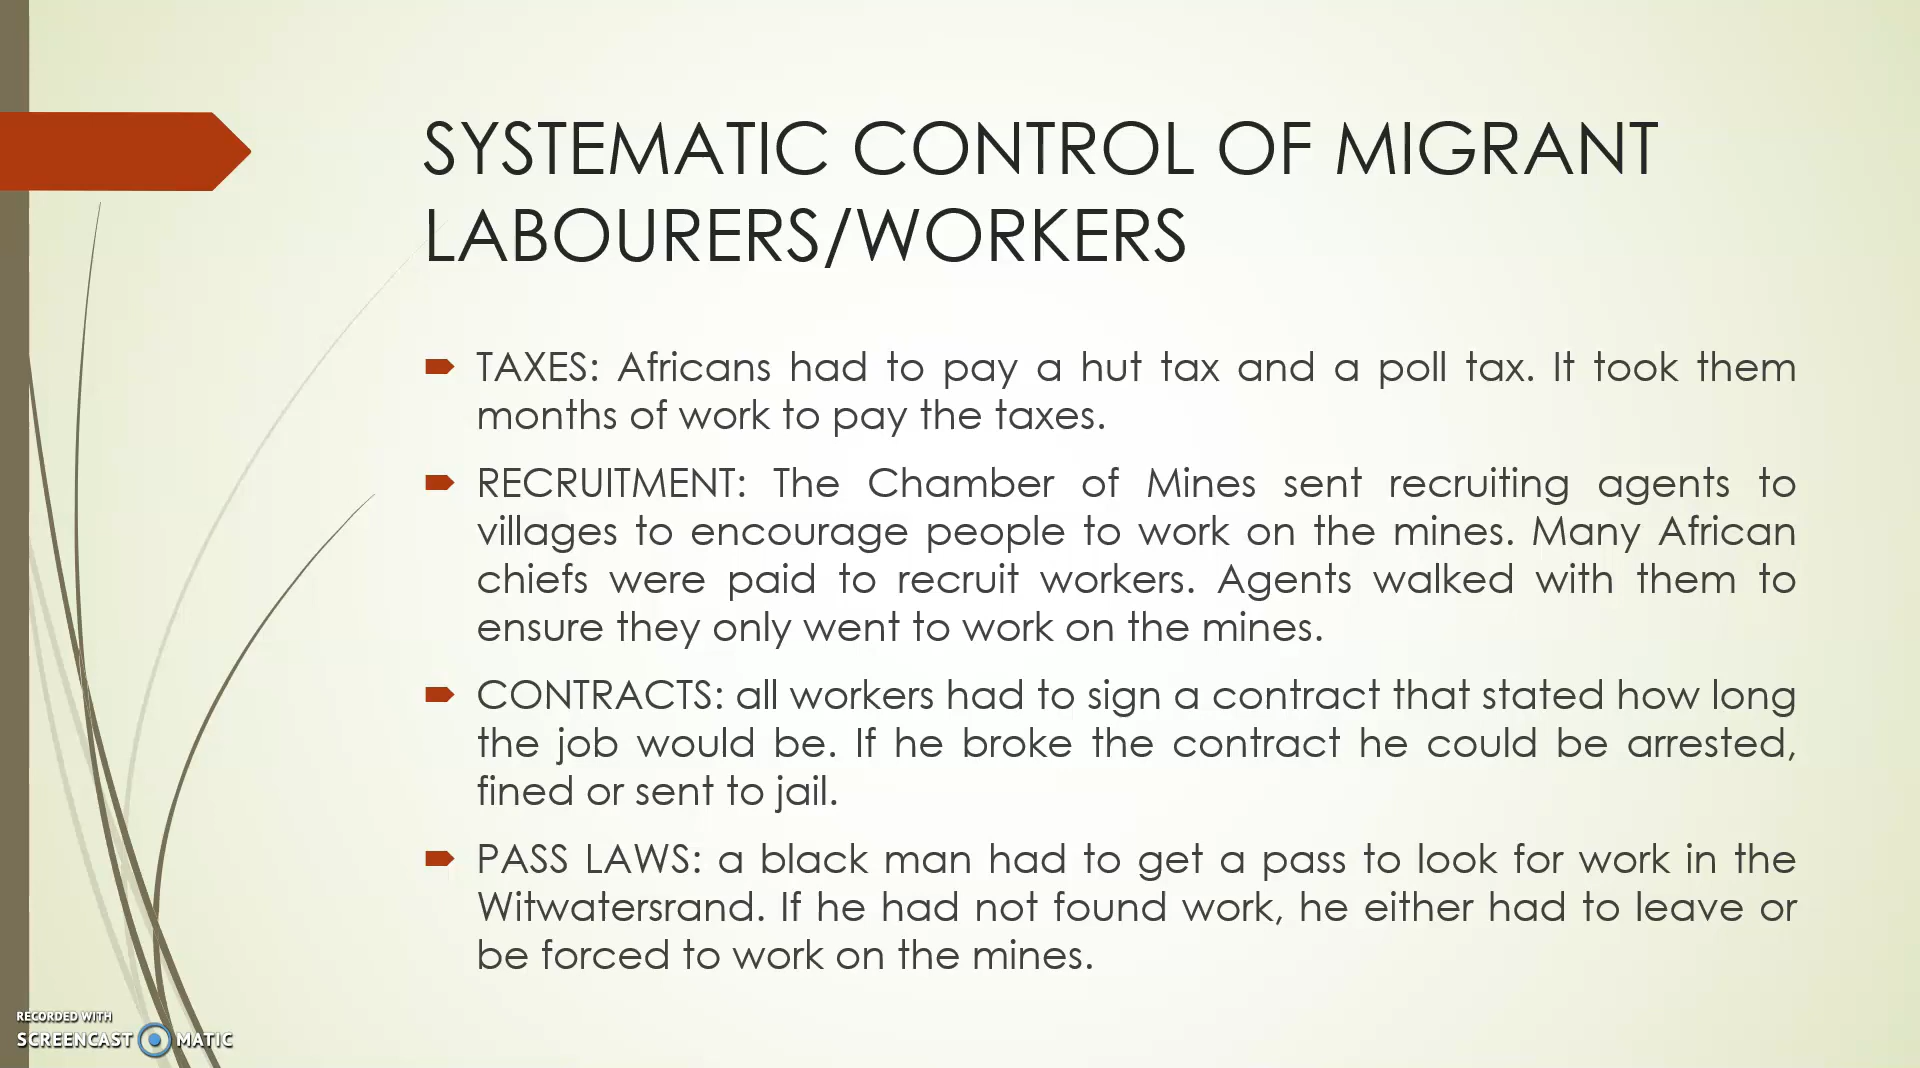 SYSTEMATIC CONTROL OF MIGRANT
LABOURERS/WORKERS
TAXES: Africans had to pay a hut tax and a poll tax. It took them
months of work to pay the taxes.
RECRUITMENT: The Chamber of Mines sent recruiting agents to
villages to encourage people to work on the mines. Many African
chiefs were paid to recruit workers. Agents walked with them to
ensure they only went to work on the mines.
CONTRACTS: all workers had to sign a contract that stated how long
the job would be. If he broke the contract he could be arrested,
fined or sent to jail.
PASS LAWS: a black man had to get a pass to look for work in the
Witwatersrand. If he had not found work, he either had to leave or
be forced to work on the mines.
RECORDED WITH
SCREENCAST MATIC